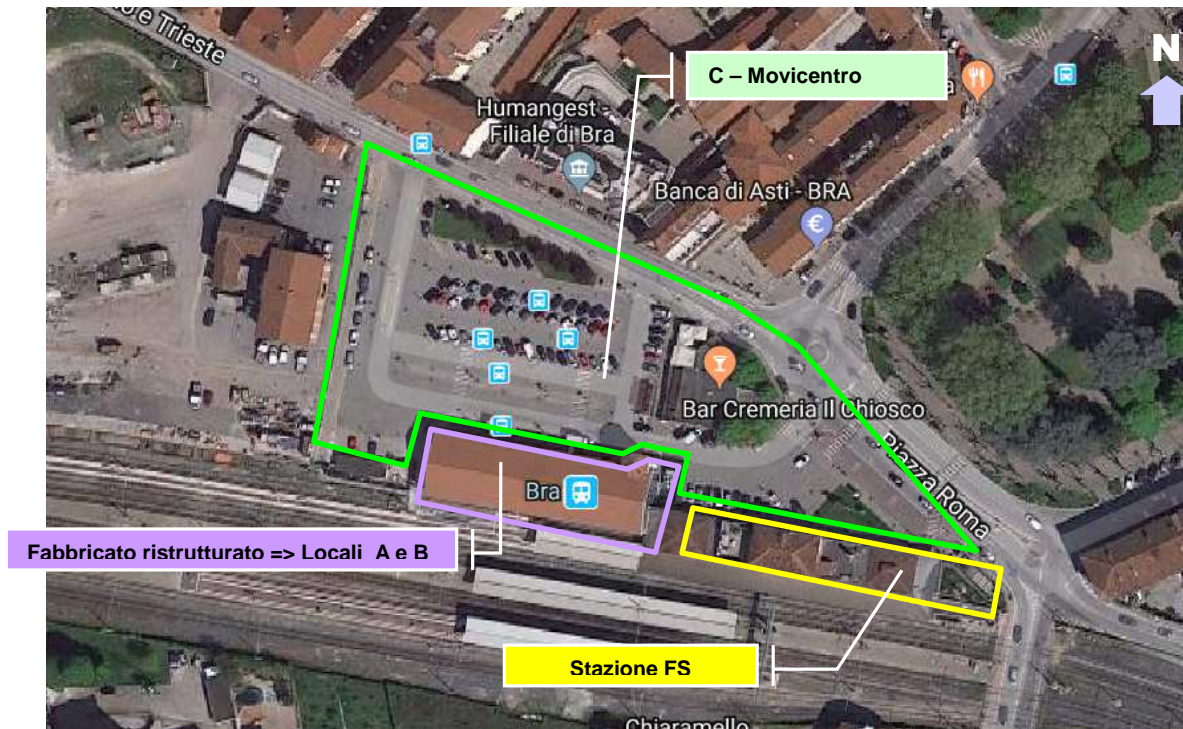 o e Trieste
N
C – Movicentro
Humangest -
Filiale di Bra
Banca di Asti - BRA
€
Bar Cremeria Il Chiosco
Piazza Roma
Bra
Fabbricato ristrutturato => Locali A e B
Stazione FS
Chiaramello